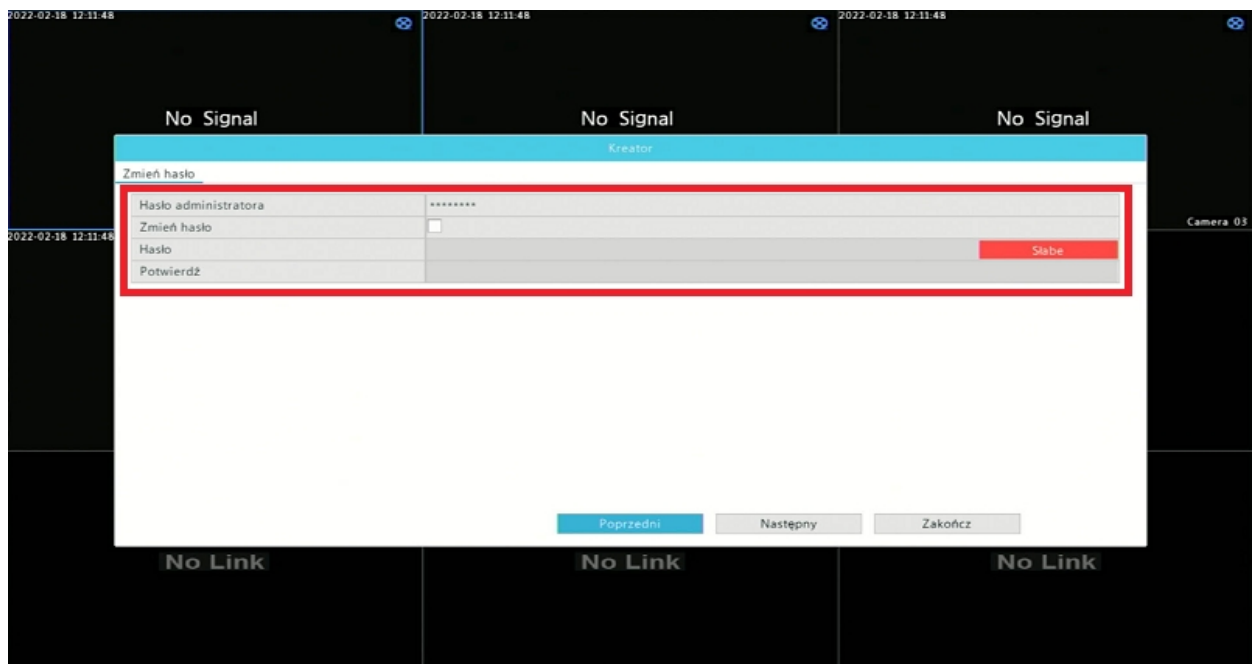 2022-02-18 12:11:48
2022-02-18 12:11:48
2022-02-18 12:11:48
No Signal
No Signal
No Signal
Kreator
Zmień hasło
Hasło administratora ********
Zmień hasło
Hasło Słabe
Potwierdź
Camera 03
2022-02-18 12:11:48
Poprzedni Następny Zakończ
No Link
No Link
No Link